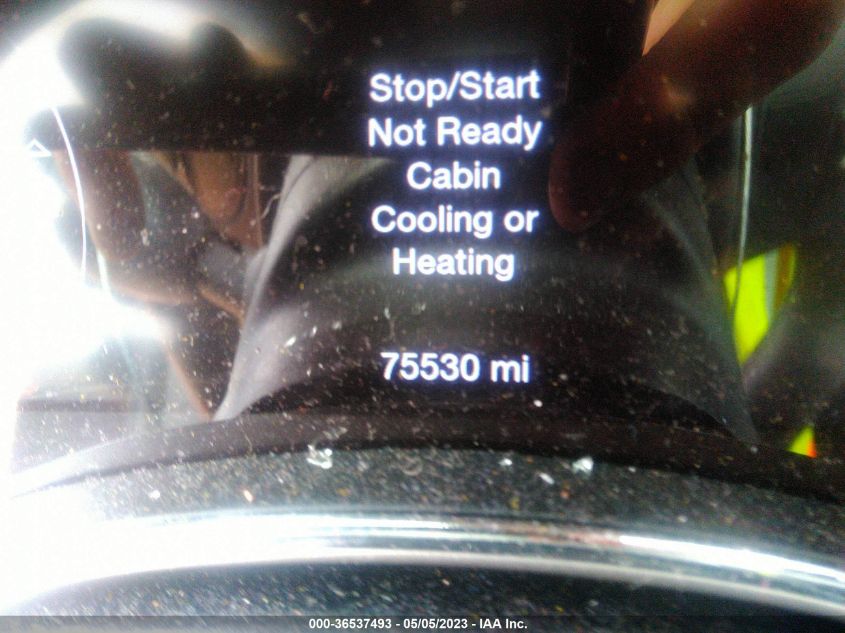 Stop/Start
Not Ready
Cabin
Cooling or
Heating
75530 mi
000-36537493 - 05/05/2023 - IAA Inc.